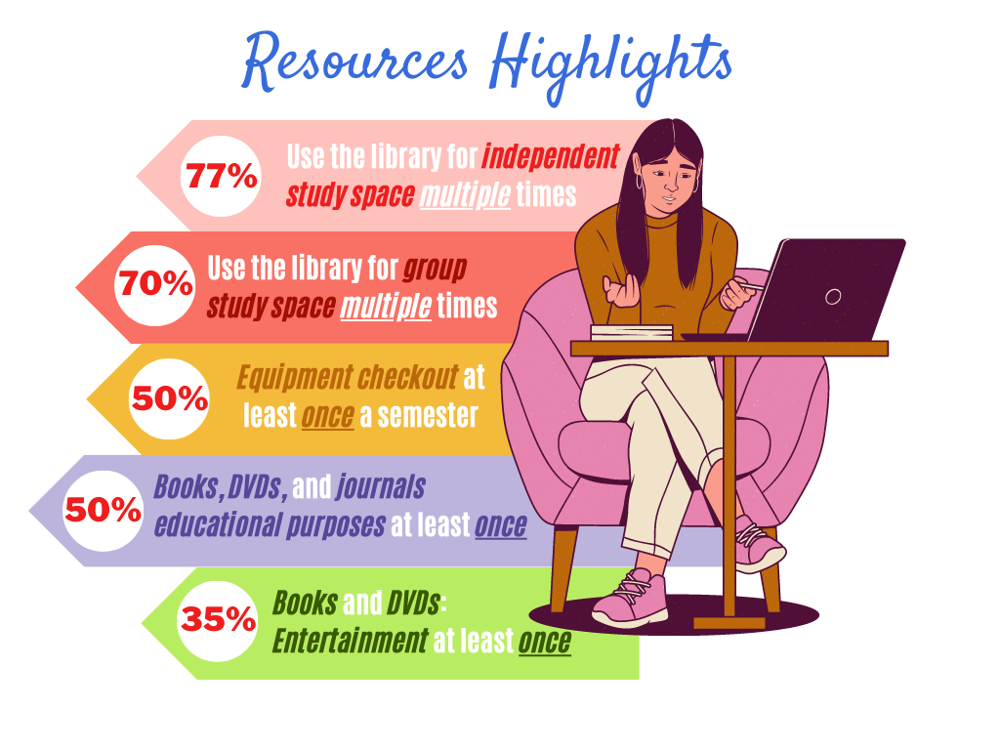 Resources Highlights
77%
Use the library for independent
study space multiple times
70%
Use the library for group
study space multiple times
50%
Equipment checkout at
least once a semester
50%
Books, DVDs, and journals
educational purposes at least once
35%
Books and DVDs:
Entertainment at least once